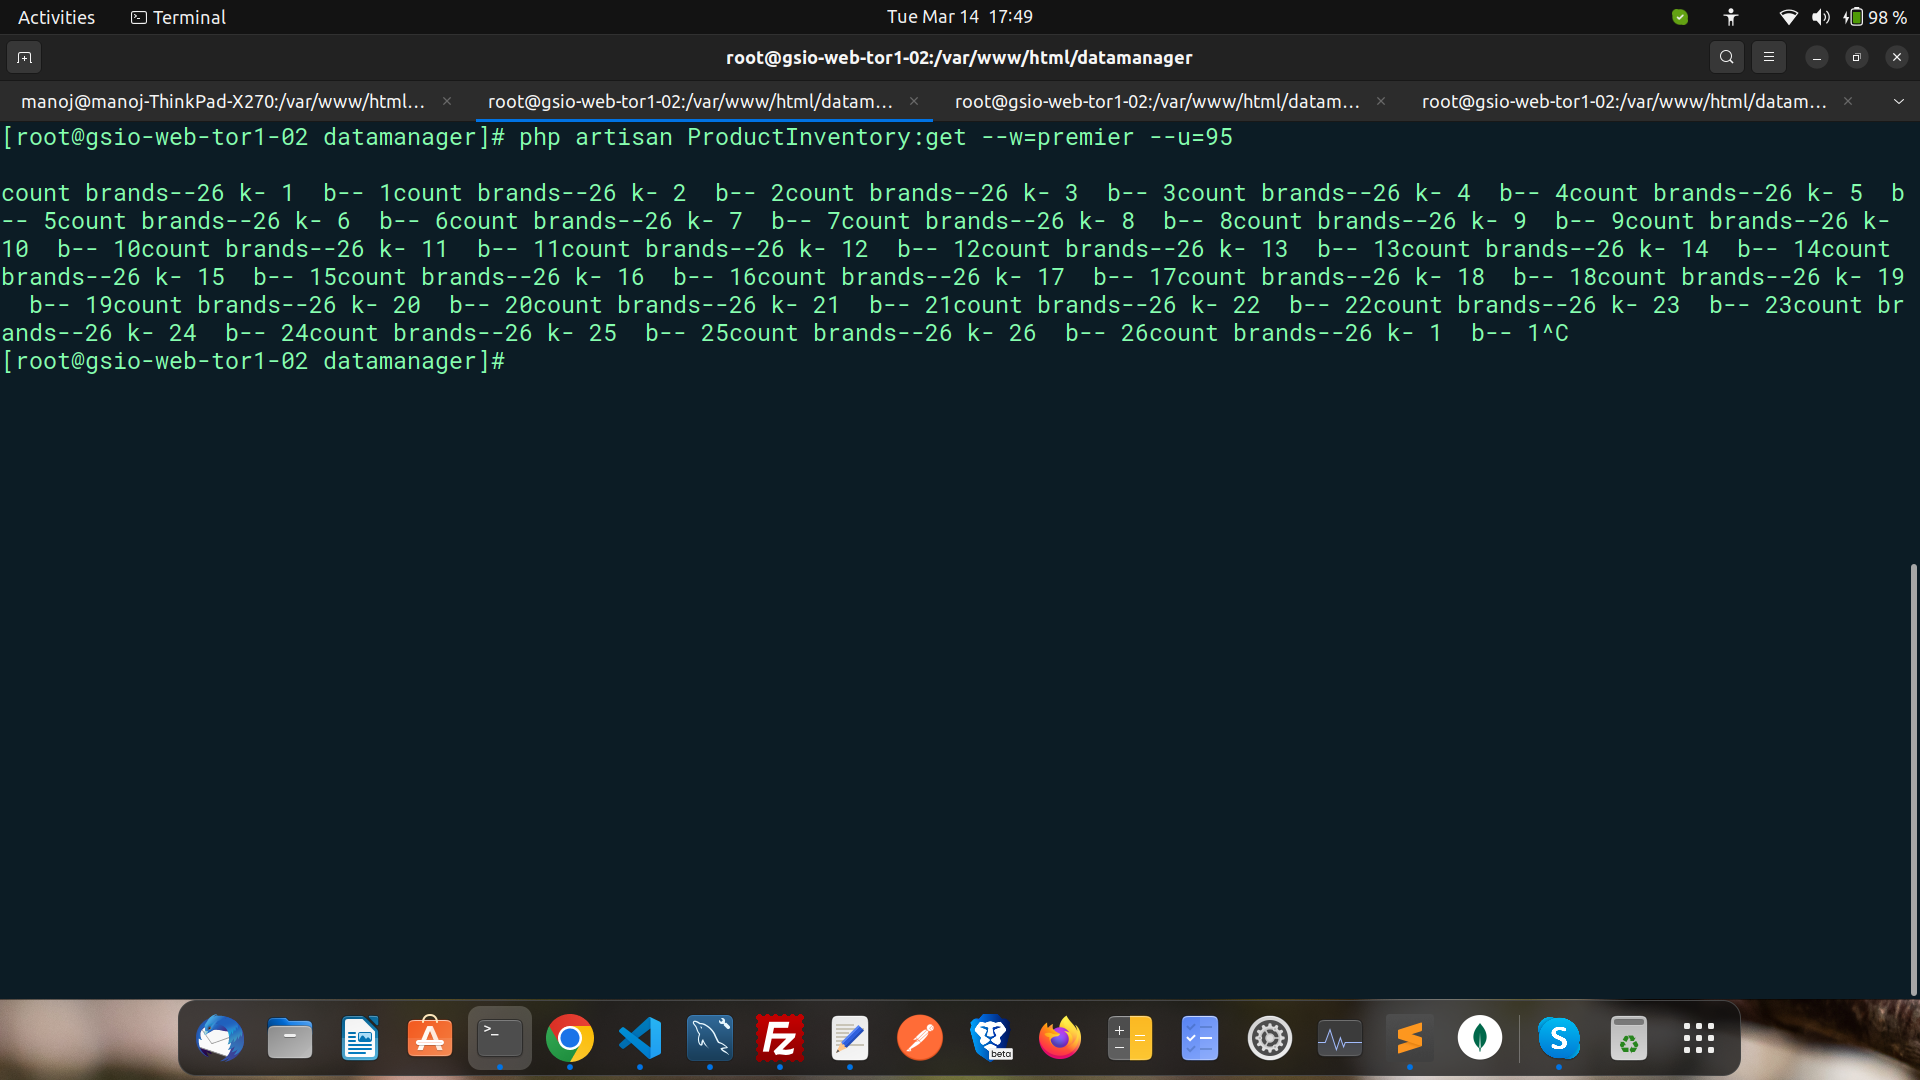 Activities Terminal Tue Mar 14 17:49 98 %
root@gsio-web-tor1-02:/var/www/html/datamanager
manoj@manoj-ThinkPad-X270:/var/www/html... root@gsio-web-tor1-02:/var/www/html/datam... root@gsio-web-tor1-02:/var/www/html/datam... root@gsio-web-tor1-02:/var/www/html/datam...
[root@gsio-web-tor1-02 datamanager]# php artisan ProductInventory:get --w=premier --u=95
count brands--26 k- 1  b-- 1count brands--26 k- 2  b-- 2count brands--26 k- 3  b-- 3count brands--26 k- 4  b-- 4count brands--26 k- 5  b
-- 5count brands--26 k- 6  b-- 6count brands--26 k- 7  b-- 7count brands--26 k- 8  b-- 8count brands--26 k- 9  b-- 9count brands--26 k-
10  b-- 10count brands--26 k- 11  b-- 11count brands--26 k- 12  b-- 12count brands--26 k- 13  b-- 13count brands--26 k- 14  b-- 14count
brands--26 k- 15  b-- 15count brands--26 k- 16  b-- 16count brands--26 k- 17  b-- 17count brands--26 k- 18  b-- 18count brands--26 k- 19
  b-- 19count brands--26 k- 20  b-- 20count brands--26 k- 21  b-- 21count brands--26 k- 22  b-- 22count brands--26 k- 23  b-- 23count br
ands--26 k- 24  b-- 24count brands--26 k- 25  b-- 25count brands--26 k- 26  b-- 26count brands--26 k- 1  b-- 1^C
[root@gsio-web-tor1-02 datamanager]#
beta